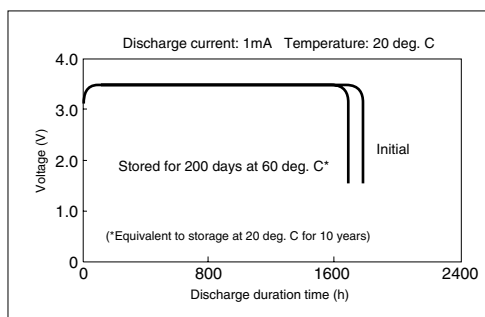 Discharge current: 1mA Temperature: 20 deg. C
4.0
3.0
2.0
1.0
0
Voltage (V)
Initial
Stored for 200 days at 60 deg. C*
(*Equivalent to storage at 20 deg. C for 10 years)
0 800 1600 2400
Discharge duration time (h)